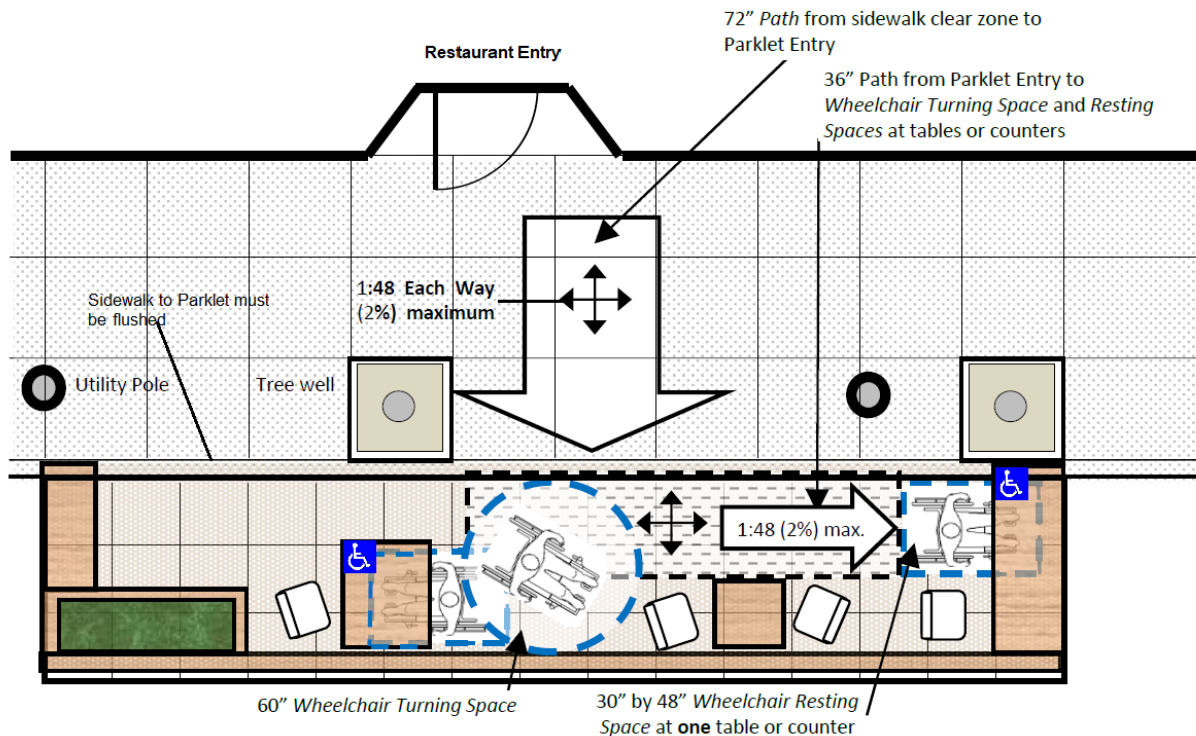 72” Path from sidewalk clear zone to
Parklet Entry
Restaurant Entry
36” Path from Parklet Entry to
Wheelchair Turning Space and Resting
Spaces at tables or counters
1:48 Each Way
(2%) maximum
Sidewalk to Parklet must
be flushed
Utility Pole
Tree well
1:48 (2%) max.
60” Wheelchair Turning Space
30” by 48” Wheelchair Resting
Space at one table or counter